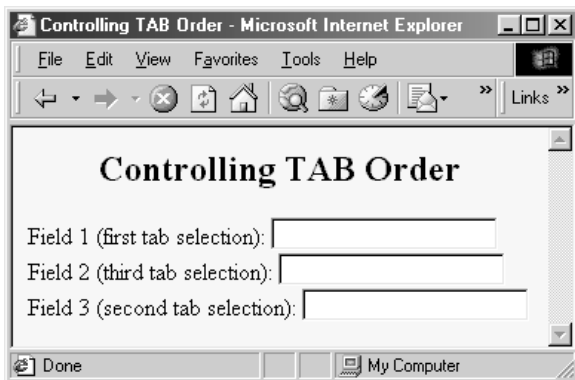 Controlling TAB Order - Microsoft Internet Explorer
File Edit View Favorites Tools Help
» Links »
Controlling TAB Order
Field 1 (first tab selection):
Field 2 (third tab selection):
Field 3 (second tab selection):
Done My Computer